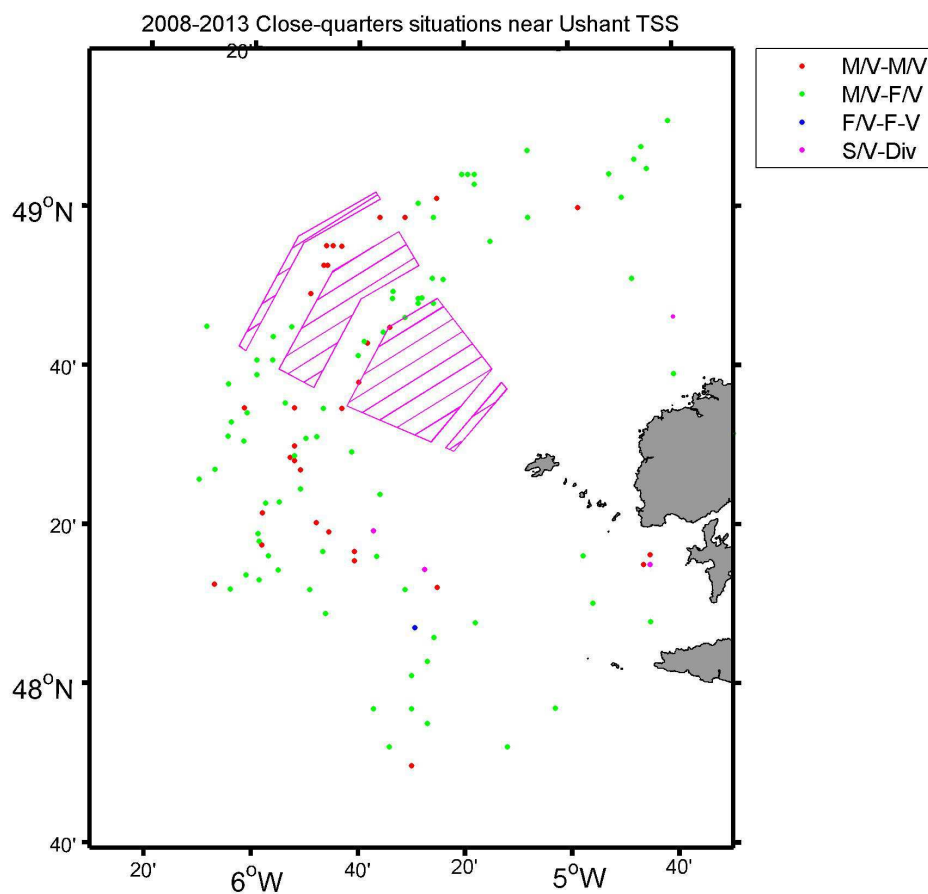 2008-2013 Close-quarters situations near Ushant TSS
20'
M/V-M/V
M/V-F/V
F/V-F-V
S/V-Div
49°N
40'
20'
48°N
40'
20' 6°W 40' 20' 5°W 40'